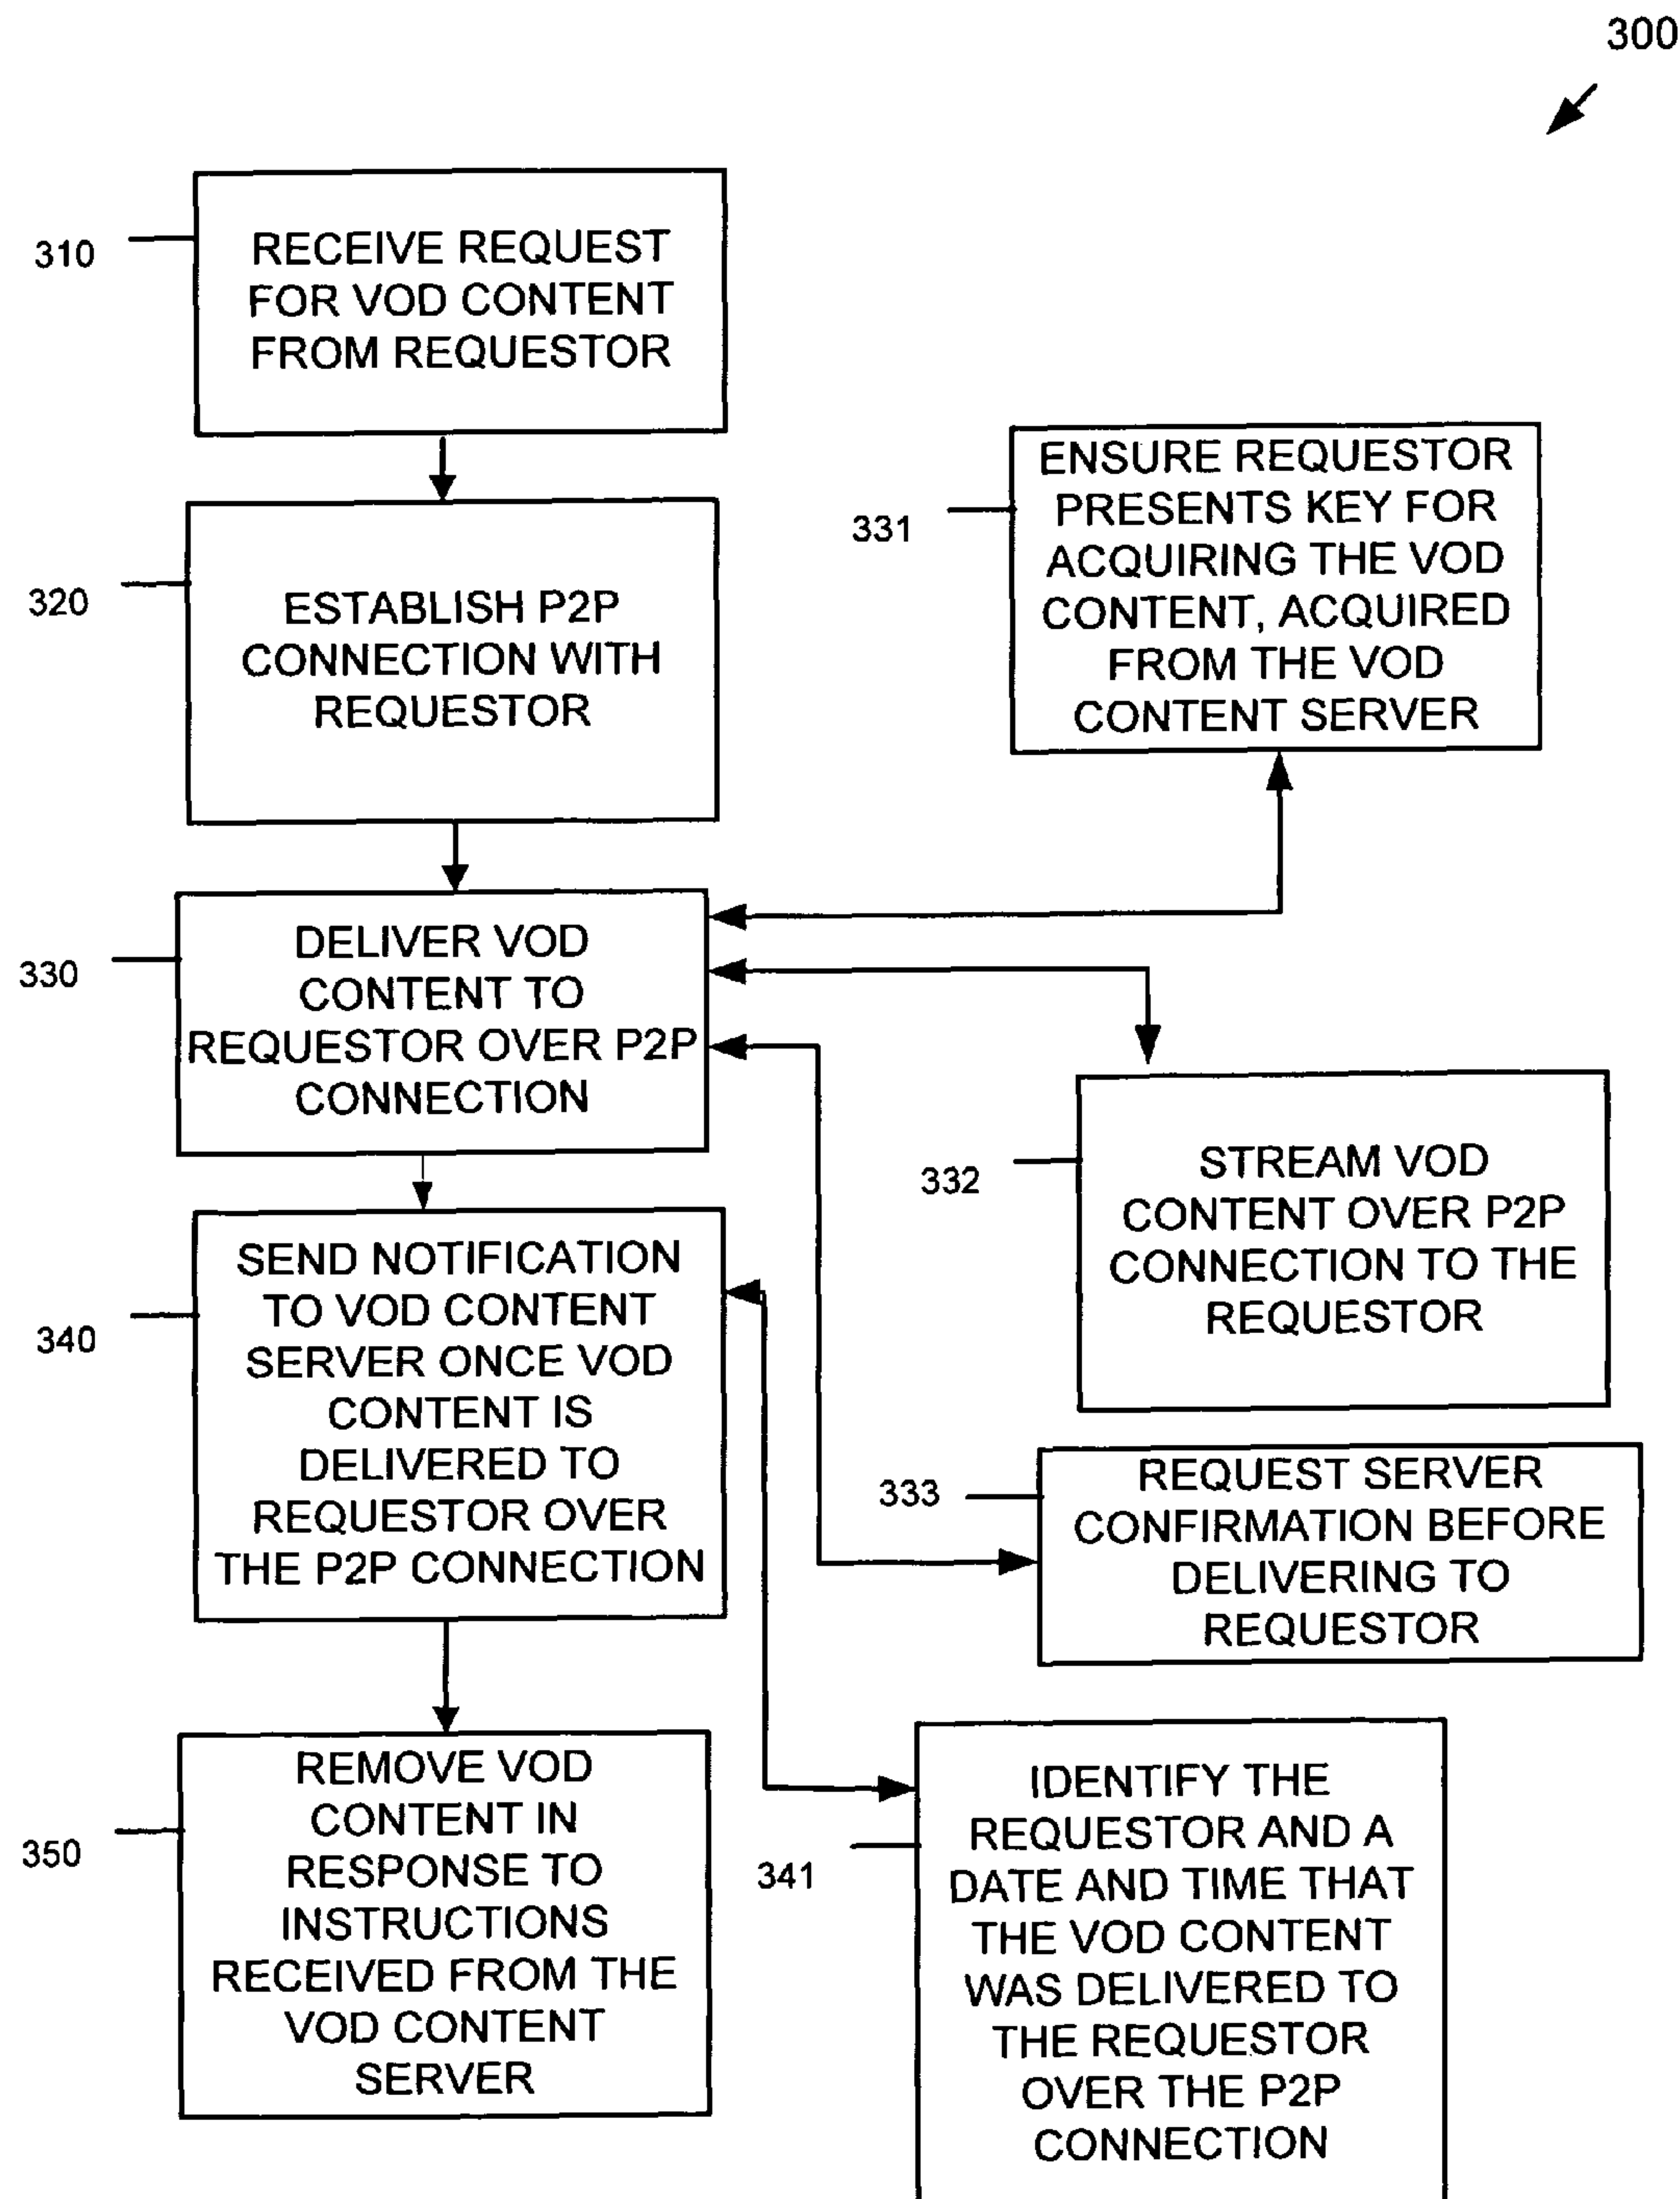 300
310
RECEIVE REQUEST
FOR VOD CONTENT
FROM REQUESTOR
320
ESTABLISH P2P
CONNECTION WITH
REQUESTOR
330
DELIVER VOD
CONTENT TO
REQUESTOR OVER P2P
CONNECTION
331
ENSURE REQUESTOR
PRESENTS KEY FOR
ACQUIRING THE VOD
CONTENT, ACQUIRED
FROM THE VOD
CONTENT SERVER
332
STREAM VOD
CONTENT OVER P2P
CONNECTION TO THE
REQUESTOR
333
REQUEST SERVER
CONFIRMATION BEFORE
DELIVERING TO
REQUESTOR
340
SEND NOTIFICATION
TO VOD CONTENT
SERVER ONCE VOD
CONTENT IS
DELIVERED TO
REQUESTOR OVER
THE P2P CONNECTION
341
IDENTIFY THE
REQUESTOR AND A
DATE AND TIME THAT
THE VOD CONTENT
WAS DELIVERED TO
THE REQUESTOR
OVER THE P2P
CONNECTION
350
REMOVE VOD
CONTENT IN
RESPONSE TO
INSTRUCTIONS
RECEIVED FROM THE
VOD CONTENT
SERVER